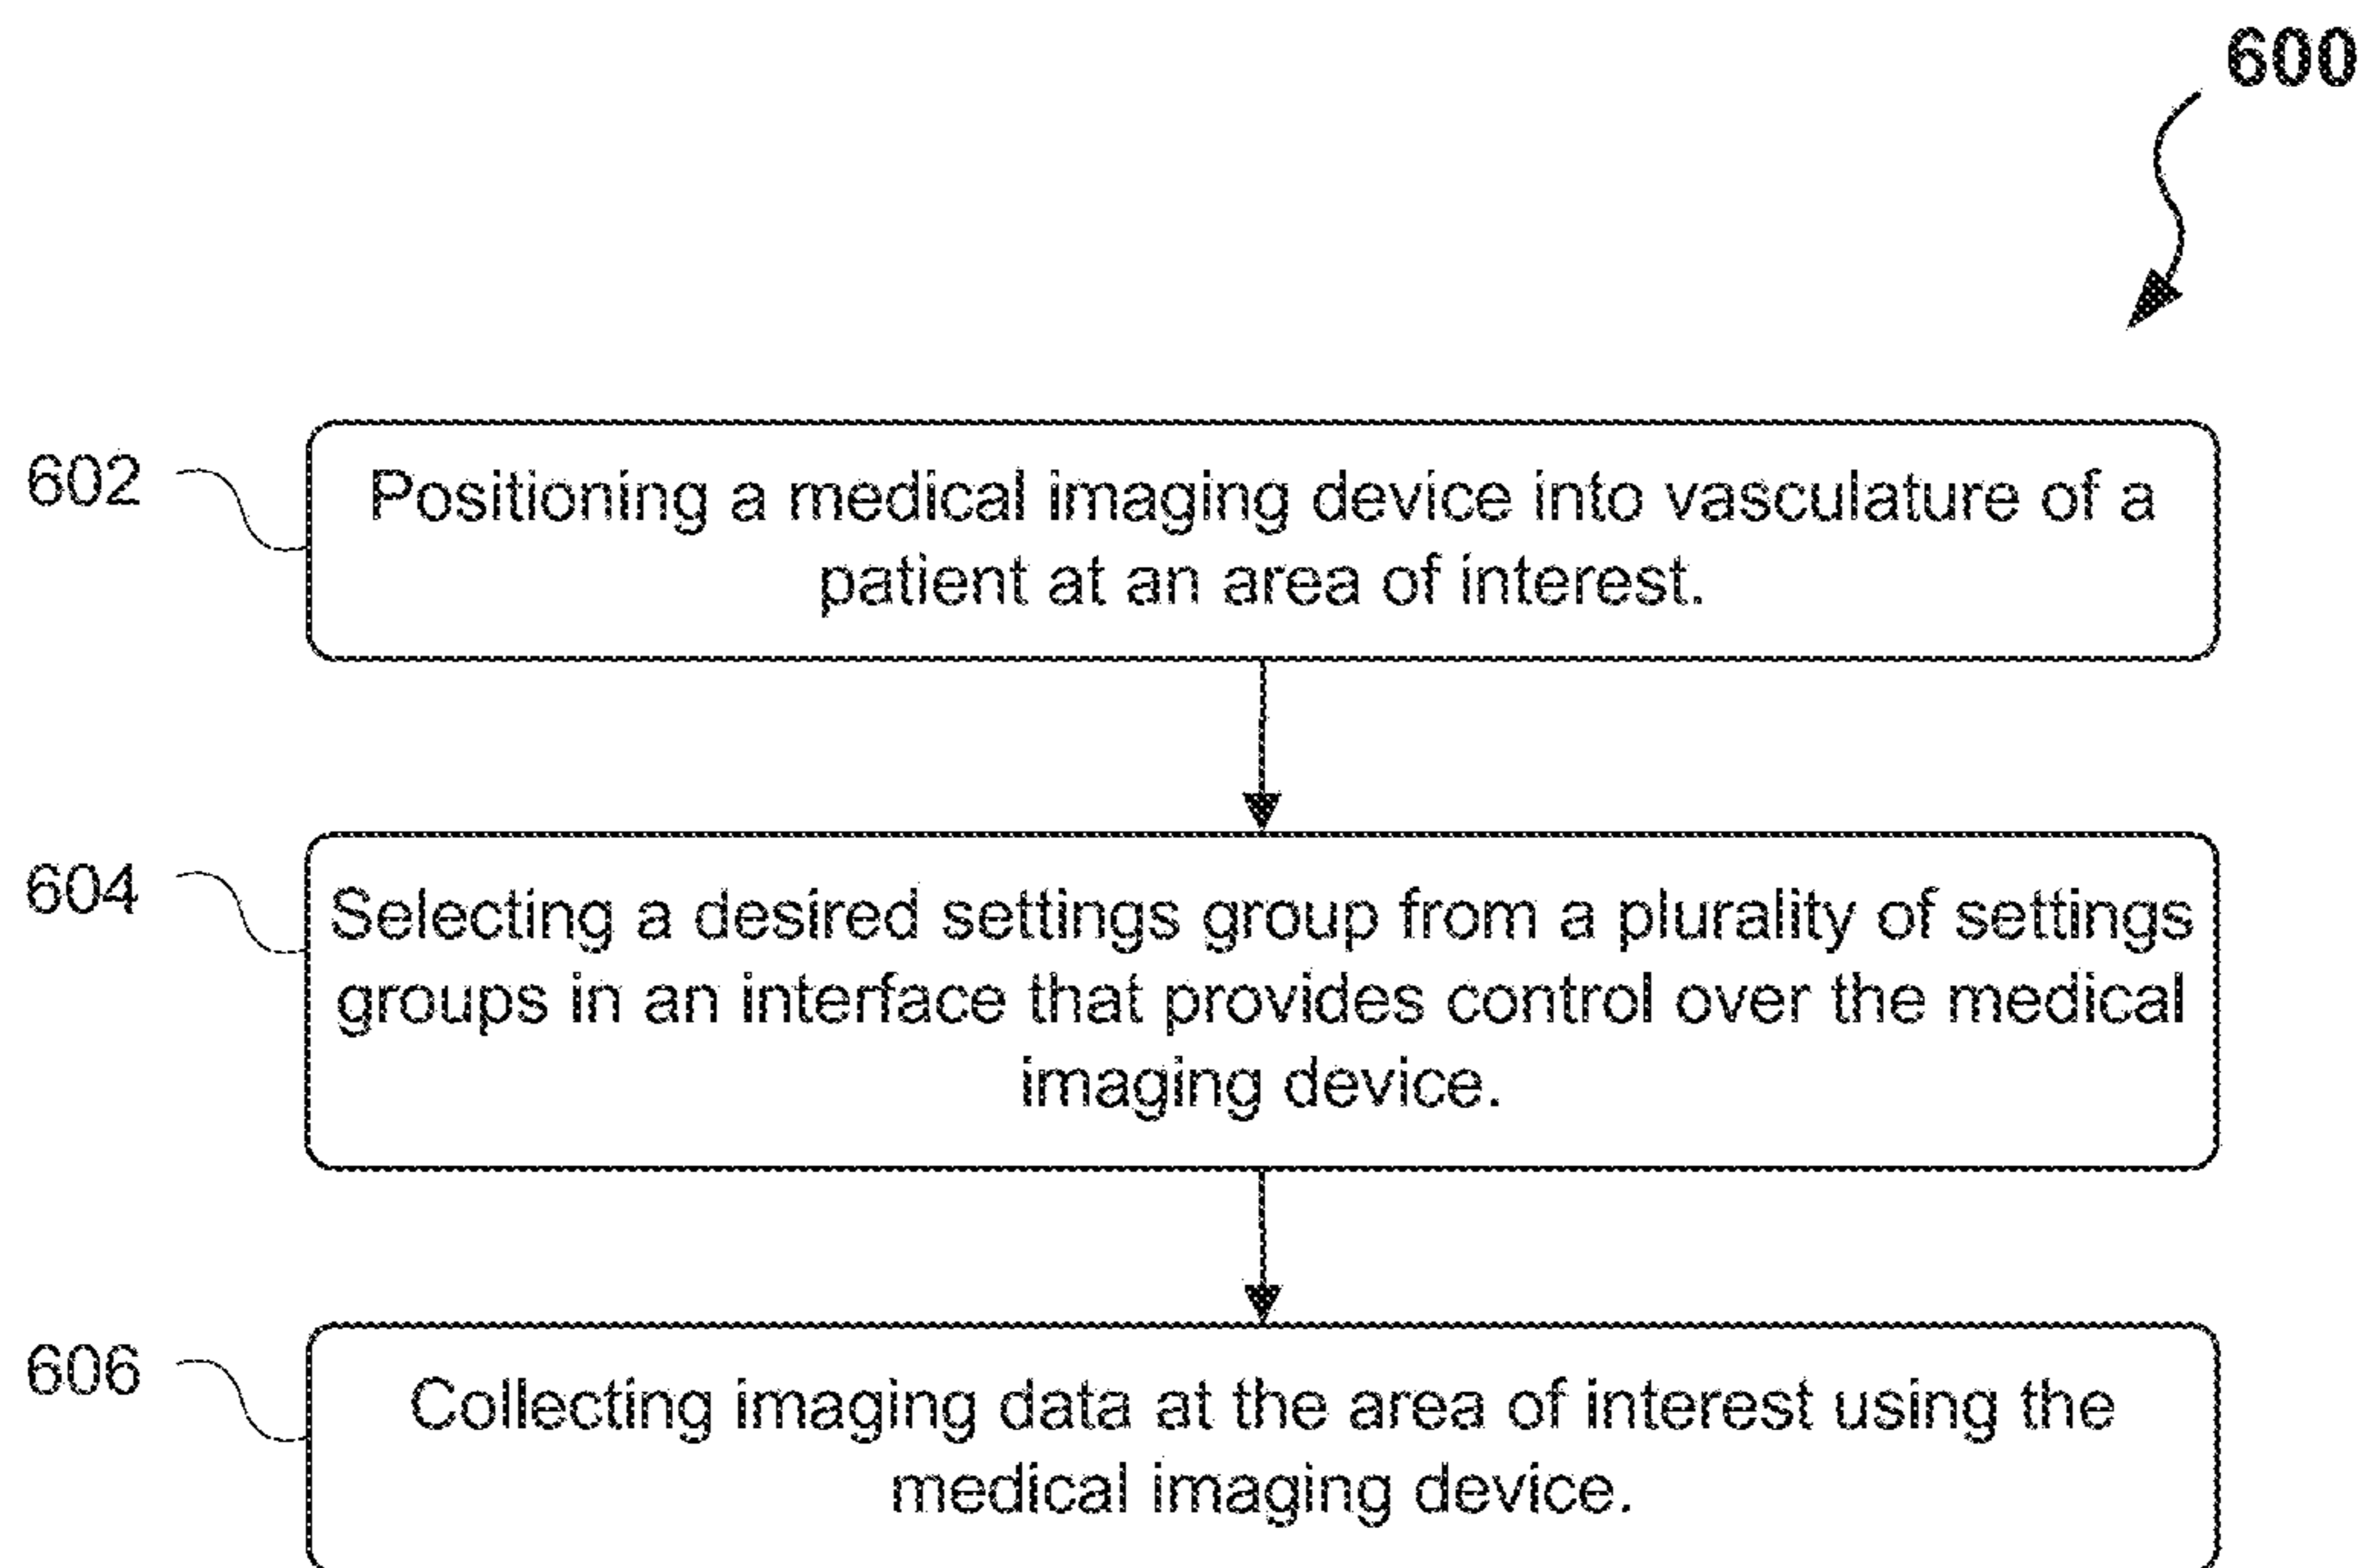 600
602
Positioning a medical imaging device into vasculature of a
patient at an area of interest.
604
Selecting a desired settings group from a plurality of settings
groups in an interface that provides control over the medical
imaging device.
606
Collecting imaging data at the area of interest using the
medical imaging device.